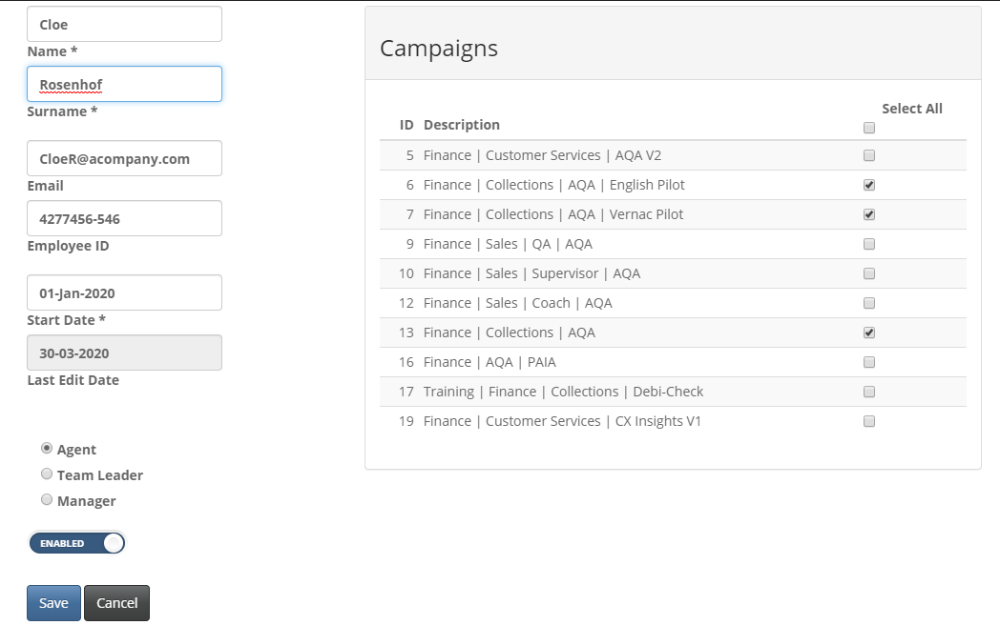 Cloe
Name *
Rosenhof
Surname *
CloeR@acompany.com
Email
4277456-546
Employee ID
01-Jan-2020
Start Date *
30-03-2020
Last Edit Date
Agent
Team Leader
Manager
ENABLED
Save Cancel
Campaigns
Select All
ID Description
5 Finance | Customer Services | AQA V2
6 Finance | Collections | AQA | English Pilot
7 Finance | Collections | AQA | Vernac Pilot
9 Finance | Sales | QA | AQA
10 Finance | Sales | Supervisor | AQA
12 Finance | Sales | Coach | AQA
13 Finance | Collections | AQA
16 Finance | AQA | PAIA
17 Training | Finance | Collections | Debi-Check
19 Finance | Customer Services | CX Insights V1